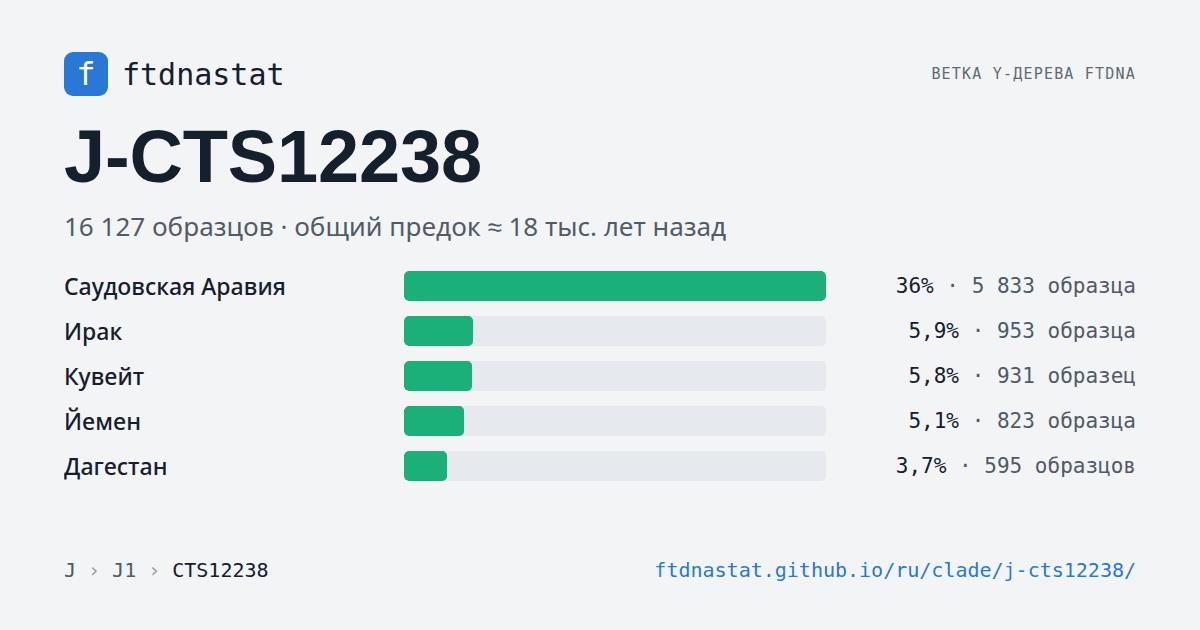 f ftdnastat
ВЕТКА Y-ДЕРЕВА FTDNA
J-CTS12238
16 127 образцов · общий предок ≈ 18 тыс. лет назад
Саудовская Аравия 36% · 5 833 образца
Ирак 5,9% · 953 образца
Кувейт 5,8% · 931 образец
Йемен 5,1% · 823 образца
Дагестан 3,7% · 595 образцов
J › J1 › CTS12238
ftdnastat.github.io/ru/clade/j-cts12238/